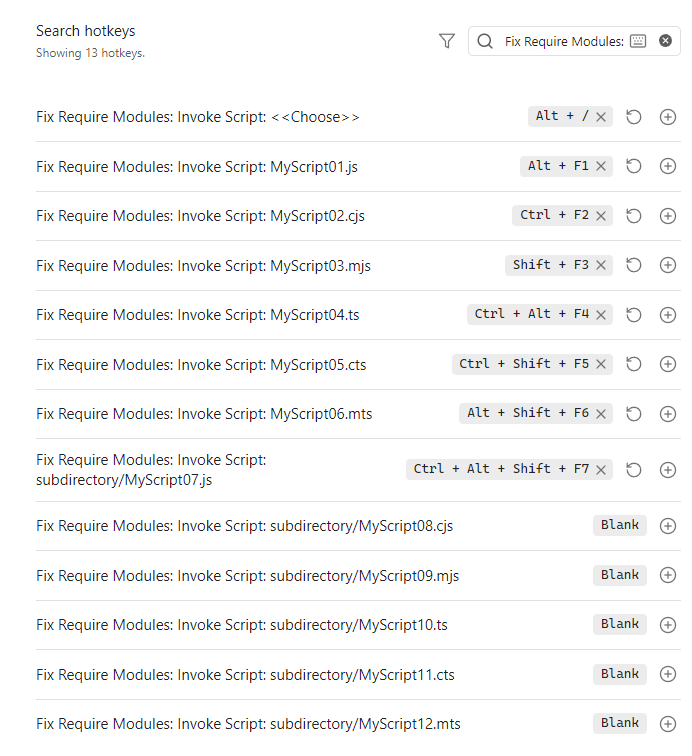 Search hotkeys
Showing 13 hotkeys.
Fix Require Modules:
Fix Require Modules: Invoke Script: <<Choose>>
Alt + /
Fix Require Modules: Invoke Script: MyScript01.js
Alt + F1
Fix Require Modules: Invoke Script: MyScript02.cjs
Ctrl + F2
Fix Require Modules: Invoke Script: MyScript03.mjs
Shift + F3
Fix Require Modules: Invoke Script: MyScript04.ts
Ctrl + Alt + F4
Fix Require Modules: Invoke Script: MyScript05.cts
Ctrl + Shift + F5
Fix Require Modules: Invoke Script: MyScript06.mts
Alt + Shift + F6
Fix Require Modules: Invoke Script:
subdirectory/MyScript07.js
Ctrl + Alt + Shift + F7
Fix Require Modules: Invoke Script: subdirectory/MyScript08.cjs
Blank
Fix Require Modules: Invoke Script: subdirectory/MyScript09.mjs
Blank
Fix Require Modules: Invoke Script: subdirectory/MyScript10.ts
Blank
Fix Require Modules: Invoke Script: subdirectory/MyScript11.cts
Blank
Fix Require Modules: Invoke Script: subdirectory/MyScript12.mts
Blank